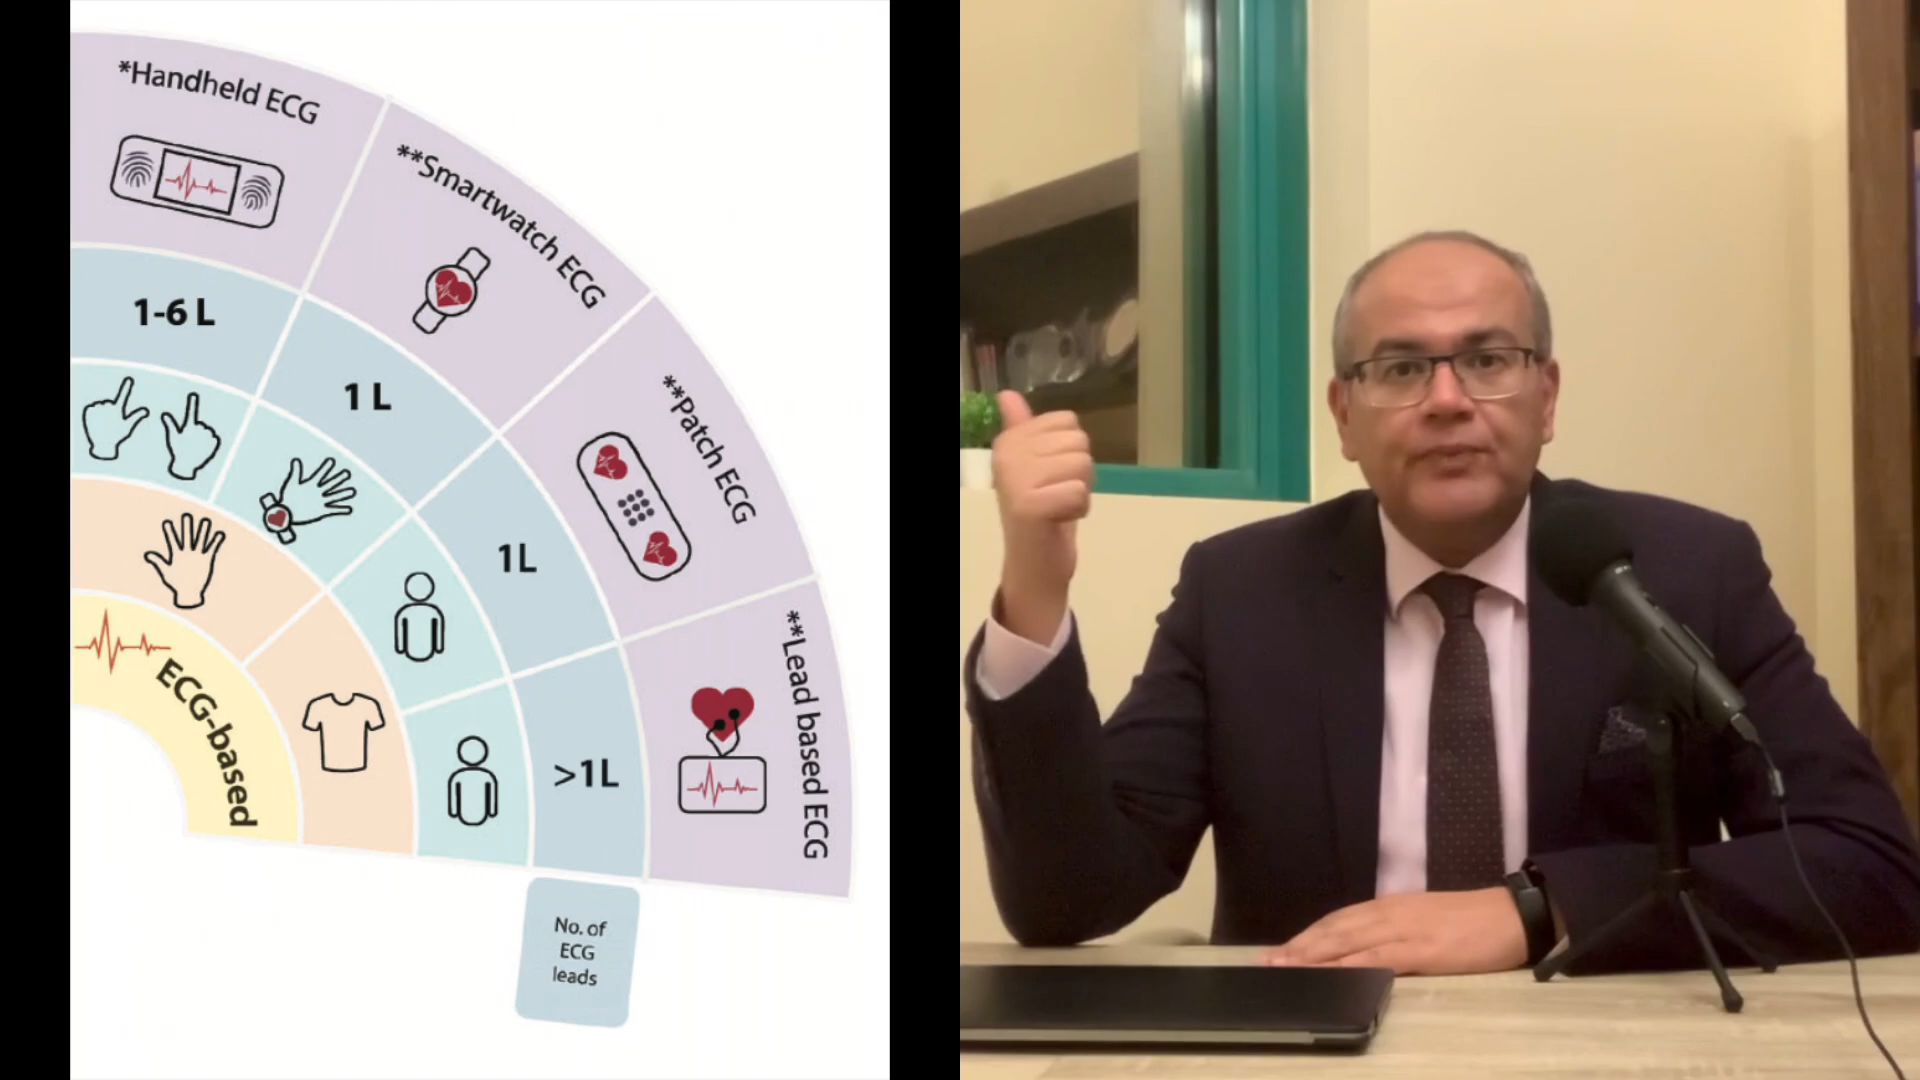 *Handheld ECG
**Smartwatch ECG
**Patch ECG
**Lead based ECG
1-6 L
1 L
1L
>1L
ECG-based
No. of
ECG
leads